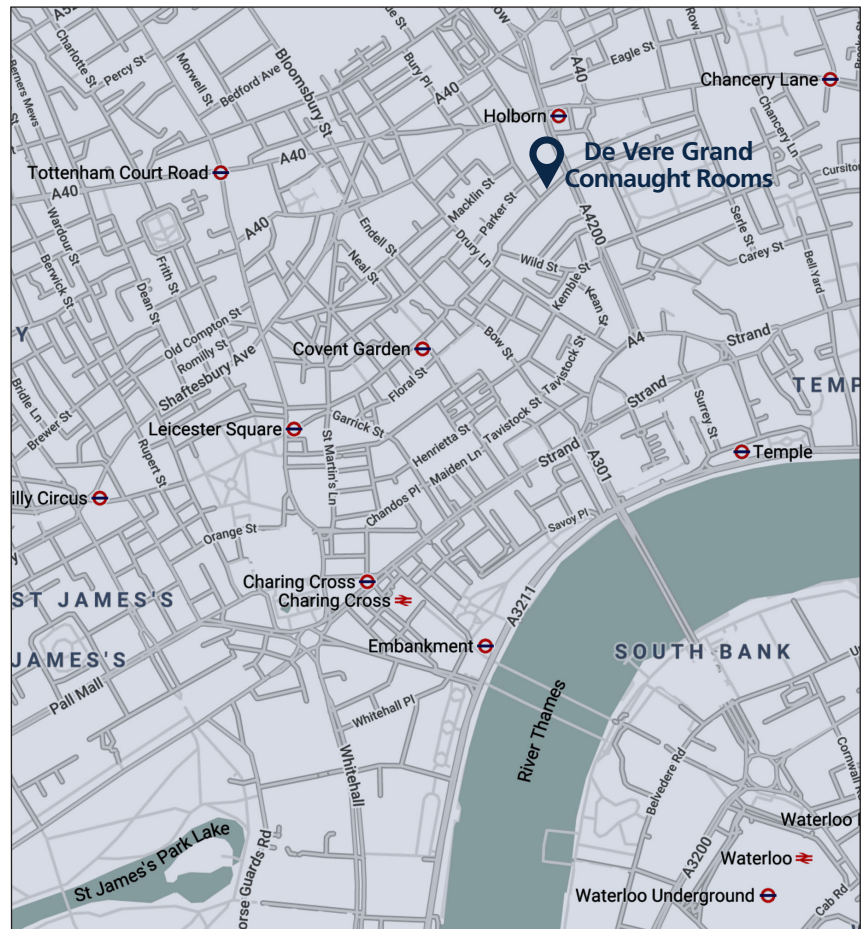 Charlotte St
Percy St
Morwell St
Bedford Ave
Bloomsbury St
Bury Pl
A40
A40
Eagle St
Row
Berners Mews
Chancery Lane
Holborn
Chancery Ln
De Vere Grand
Connaught Rooms
Tottenham Court Road
A40
A40
A40
Wardour St
Berwick St
Frith St
Dean St
Endell St
Neal St
Macklin St
Parker St
Drury Ln
A4200
Wild St
Kemble St
Kean St
Serle St
Carey St
Bell Yard
Cursitor
Old Compton St
Romilly St
Shaftesbury Ave
Covent Garden
Floral St
Bow St
Tavistock St
A4
Strand
Strand
Y
TEMP
Bridle Ln
Brewer St
Rupert St
Leicester Square
Garrick St
St Martin's Ln
Henrietta St
Tavistock St
Maiden Ln
Strand
A301
Surrey St
Temple
illy Circus
Orange St
Chandos Pl
Savoy Pl
Charing Cross
Charing Cross
A3211
ST JAMES'S
Embankment
SOUTH BANK
JAMES'S
Pall Mall
Whitehall Pl
Whitehall
River Thames
Belvedere Rd
Cornwall Rd
St James's Park Lake
orse Guards Rd
A3200
Waterloo
Waterloo
Waterloo Underground
Cab Rd